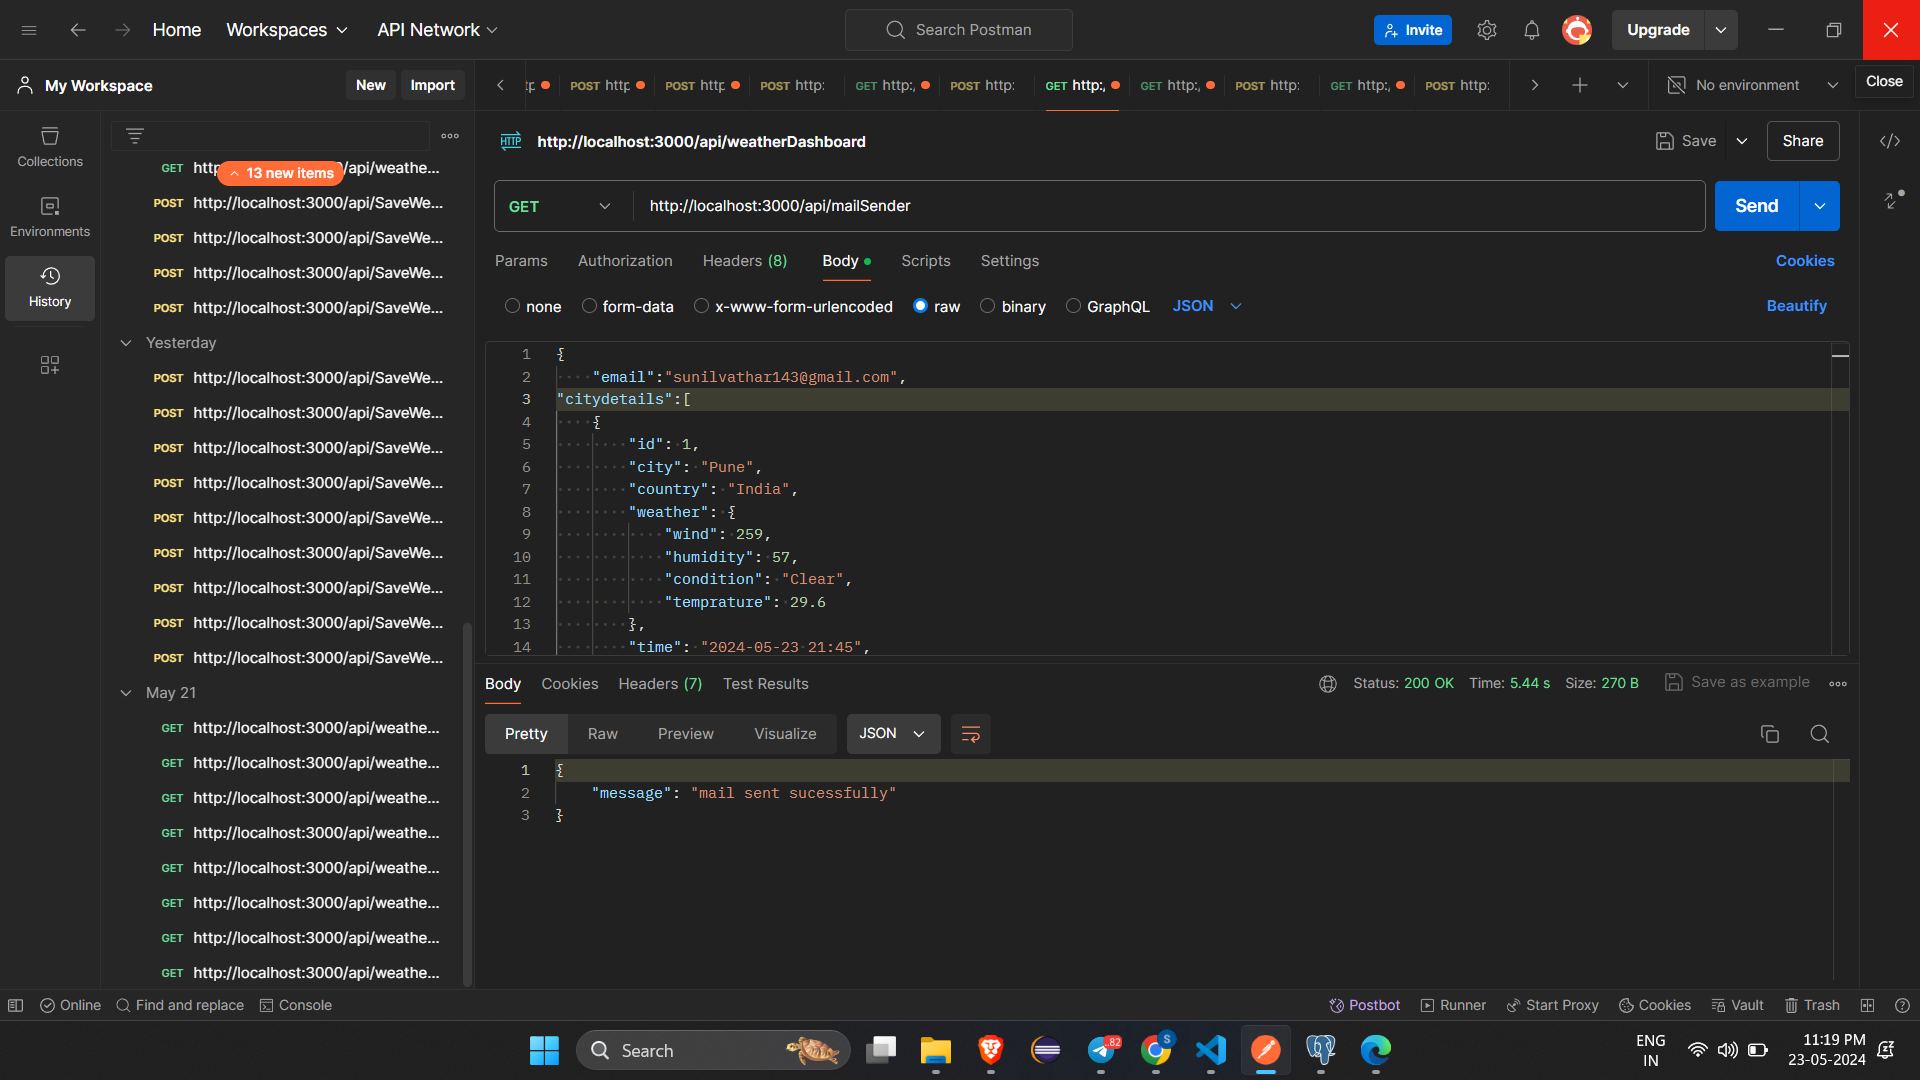 Home Workspaces API Network Search Postman Invite Upgrade
My Workspace New Import POST http POST http POST http: GET http:, POST http: GET http:, GET http:, POST http: GET http:, POST http: No environment Close
Collections
Environments
History
GET http /api/weathe...
13 new items
POST http://localhost:3000/api/SaveWe...
POST http://localhost:3000/api/SaveWe...
POST http://localhost:3000/api/SaveWe...
POST http://localhost:3000/api/SaveWe...
Yesterday
POST http://localhost:3000/api/SaveWe...
POST http://localhost:3000/api/SaveWe...
POST http://localhost:3000/api/SaveWe...
POST http://localhost:3000/api/SaveWe...
POST http://localhost:3000/api/SaveWe...
POST http://localhost:3000/api/SaveWe...
POST http://localhost:3000/api/SaveWe...
POST http://localhost:3000/api/SaveWe...
POST http://localhost:3000/api/SaveWe...
May 21
GET http://localhost:3000/api/weathe...
GET http://localhost:3000/api/weathe...
GET http://localhost:3000/api/weathe...
GET http://localhost:3000/api/weathe...
GET http://localhost:3000/api/weathe...
GET http://localhost:3000/api/weathe...
GET http://localhost:3000/api/weathe...
GET http://localhost:3000/api/weathe...
HTTP http://localhost:3000/api/weatherDashboard Save Share
GET http://localhost:3000/api/mailSender Send
Params Authorization Headers (8) Body Scripts Settings Cookies
none form-data x-www-form-urlencoded raw binary GraphQL JSON Beautify
1 {
2 "email":"sunilvathar143@gmail.com",
3 "citydetails":[
4 {
5 "id": 1,
6 "city": "Pune",
7 "country": "India",
8 "weather": {
9 "wind": 259,
10 "humidity": 57,
11 "condition": "Clear",
12 "temprature": 29.6
13 },
14 "time": "2024-05-23 21:45",
Body Cookies Headers (7) Test Results Status: 200 OK Time: 5.44 s Size: 270 B Save as example
Pretty Raw Preview Visualize JSON
1 {
2 "message": "mail sent sucessfully"
3 }
Online Find and replace Console Postbot Runner Start Proxy Cookies Vault Trash
Search 82 S ENG IN 11:19 PM 23-05-2024